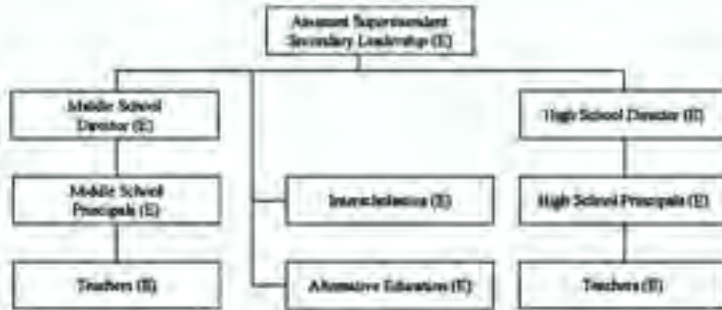 Assistant Superintendent
Secondary Leadership (E)
Middle School
Director (E)
High School Director (E)
Middle School
Principals (E)
Interscholastics (E)
High School Principals (E)
Teachers (E)
Alternative Education (E)
Teachers (E)